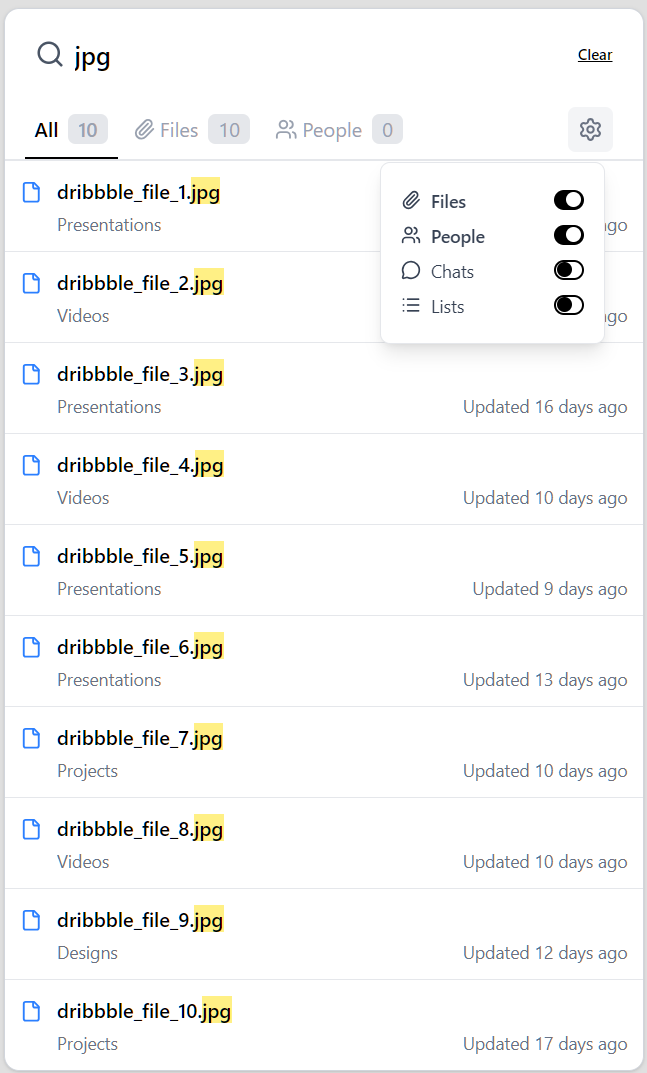 jpg
Clear
All 10 Files 10 People 0
Files
People
Chats
Lists
dribbble_file_1.jpg
Presentations ago
dribbble_file_2.jpg
Videos ago
dribbble_file_3.jpg
Presentations Updated 16 days ago
dribbble_file_4.jpg
Videos Updated 10 days ago
dribbble_file_5.jpg
Presentations Updated 9 days ago
dribbble_file_6.jpg
Presentations Updated 13 days ago
dribbble_file_7.jpg
Projects Updated 10 days ago
dribbble_file_8.jpg
Videos Updated 10 days ago
dribbble_file_9.jpg
Designs Updated 12 days ago
dribbble_file_10.jpg
Projects Updated 17 days ago